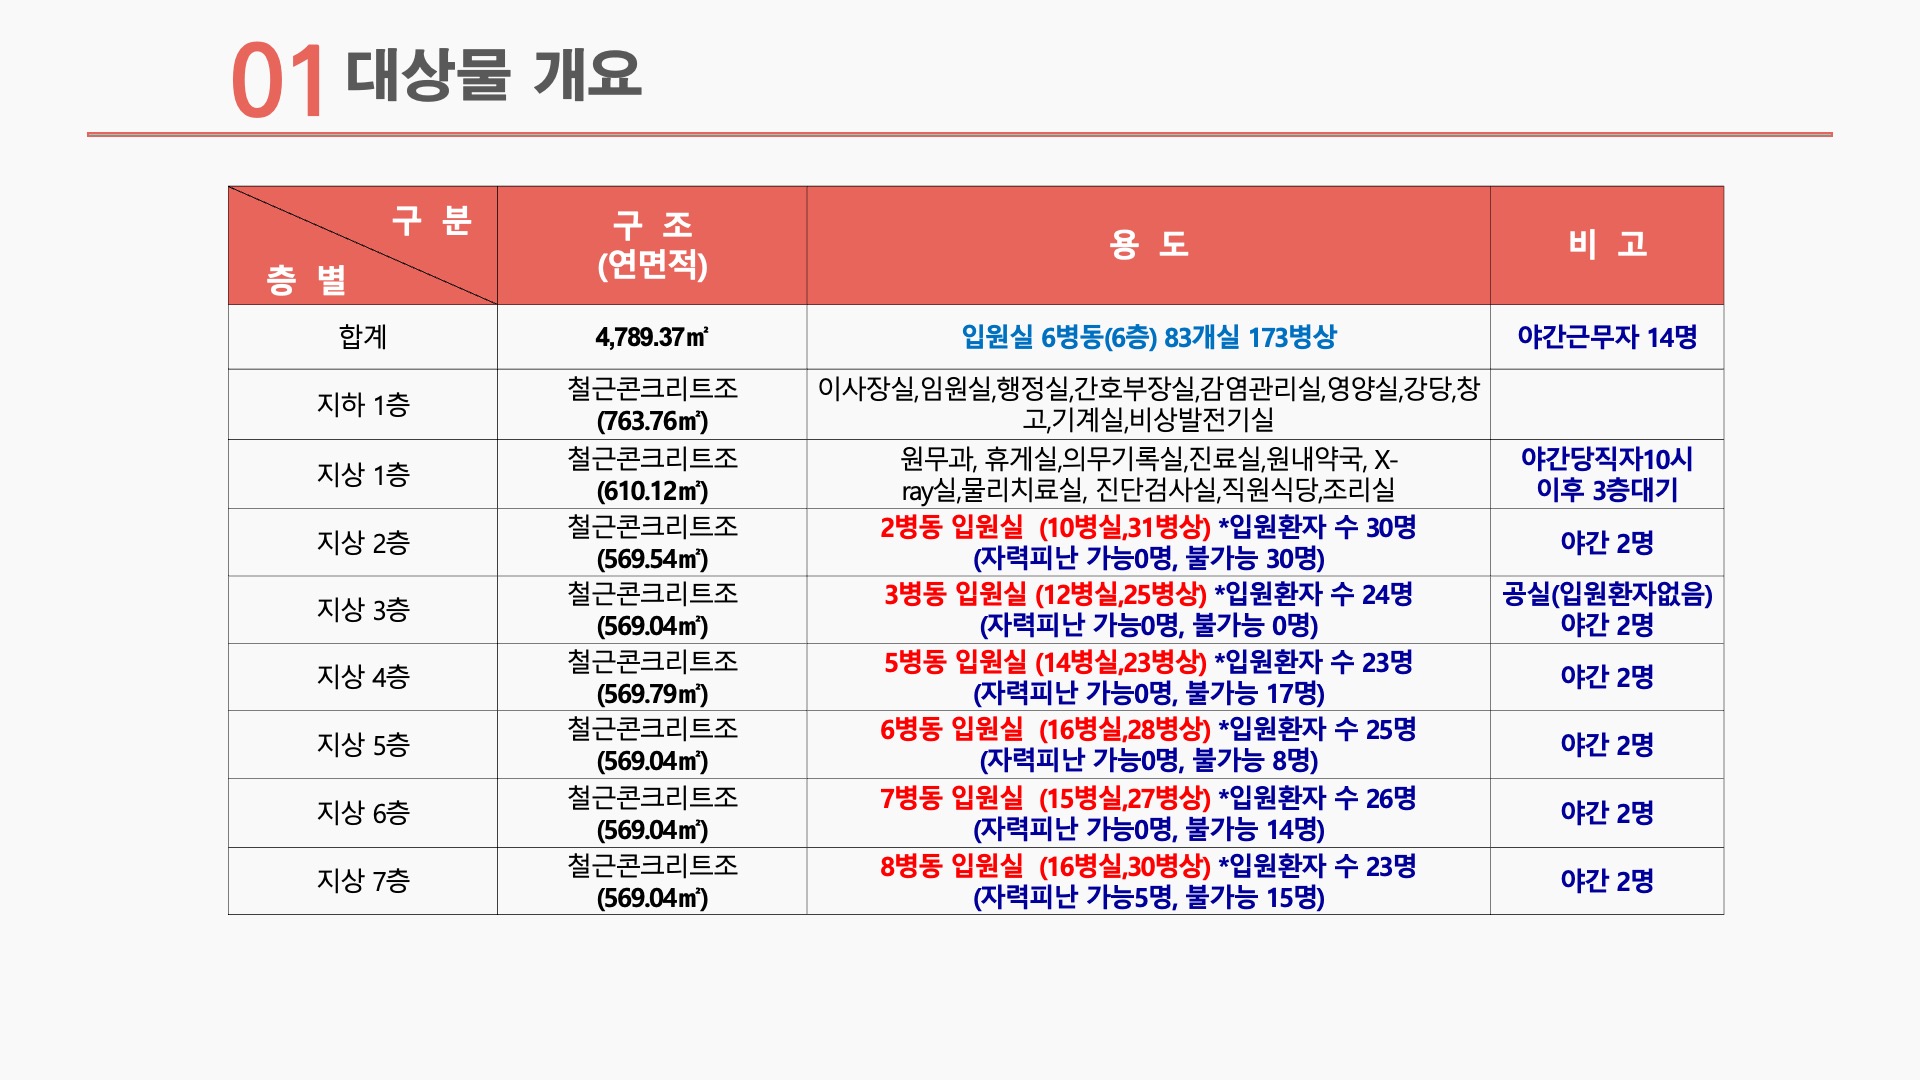 01 대상물 개요
구 분
층 별
구 조
(연면적)
용 도
비 고
합계
4,789.37㎡
입원실 6병동(6층) 83개실 173병상
야간근무자 14명
지하 1층
철근콘크리트조
(763.76㎡)
이사장실,임원실,행정실,간호부장실,감염관리실,영양실,강당,창
고,기계실,비상발전기실
지상 1층
철근콘크리트조
(610.12㎡)
원무과, 휴게실,의무기록실,진료실,원내약국, X-
ray실,물리치료실, 진단검사실,직원식당,조리실
야간당직자10시
이후 3층대기
지상 2층
철근콘크리트조
(569.54㎡)
2병동 입원실 (10병실,31병상) *입원환자 수 30명
(자력피난 가능0명, 불가능 30명)
야간 2명
지상 3층
철근콘크리트조
(569.04㎡)
3병동 입원실 (12병실,25병상) *입원환자 수 24명
(자력피난 가능0명, 불가능 0명)
공실(입원환자없음)
야간 2명
지상 4층
철근콘크리트조
(569.79㎡)
5병동 입원실 (14병실,23병상) *입원환자 수 23명
(자력피난 가능0명, 불가능 17명)
야간 2명
지상 5층
철근콘크리트조
(569.04㎡)
6병동 입원실 (16병실,28병상) *입원환자 수 25명
(자력피난 가능0명, 불가능 8명)
야간 2명
지상 6층
철근콘크리트조
(569.04㎡)
7병동 입원실 (15병실,27병상) *입원환자 수 26명
(자력피난 가능0명, 불가능 14명)
야간 2명
지상 7층
철근콘크리트조
(569.04㎡)
8병동 입원실 (16병실,30병상) *입원환자 수 23명
(자력피난 가능5명, 불가능 15명)
야간 2명